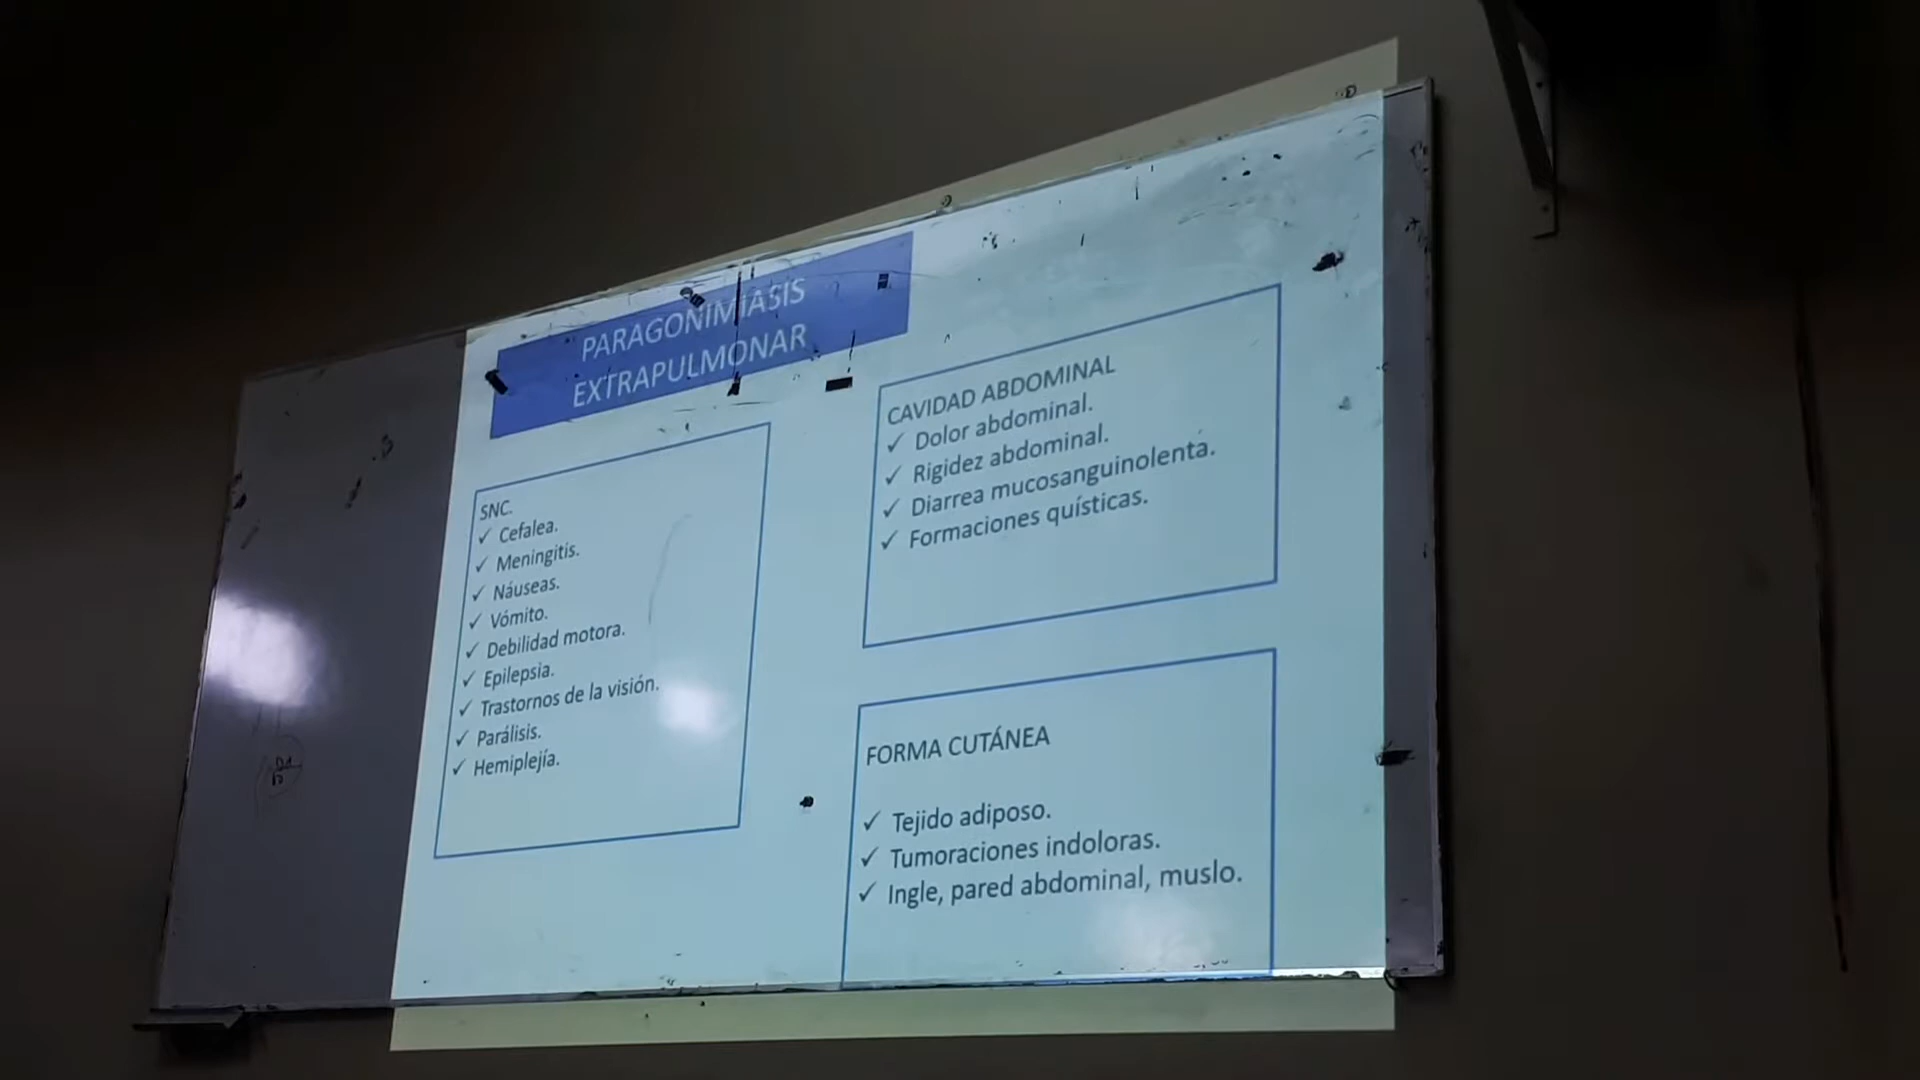 PARAGONIMIASIS
EXTRAPULMONAR
SNC.
✓ Cefalea.
✓ Meningitis.
✓ Náuseas.
✓ Vómito.
✓ Debilidad motora.
✓ Epilepsia.
✓ Trastornos de la visión.
✓ Parálisis.
✓ Hemiplejía.
CAVIDAD ABDOMINAL
✓ Dolor abdominal.
✓ Rigidez abdominal.
✓ Diarrea mucosanguinolenta.
✓ Formaciones quísticas.
FORMA CUTÁNEA
✓ Tejido adiposo.
✓ Tumoraciones indoloras.
✓ Ingle, pared abdominal, muslo.